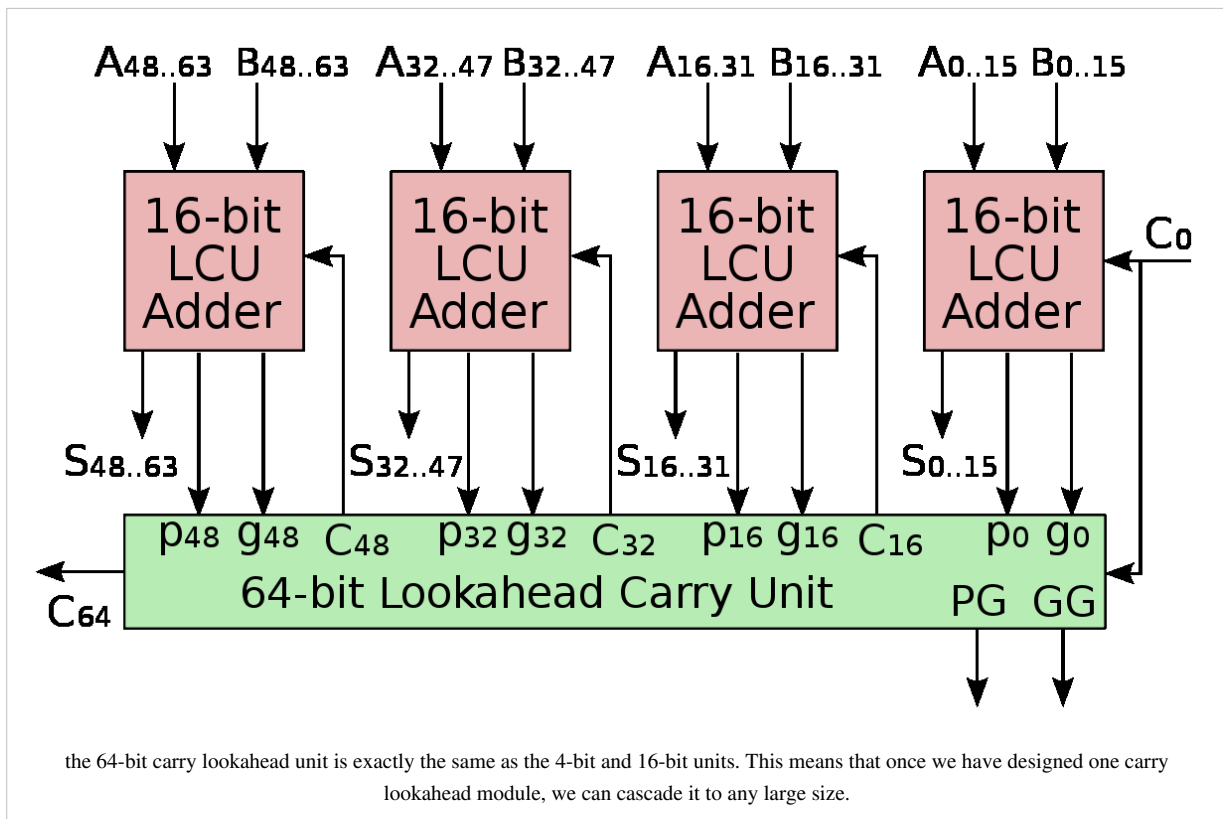 A48..63 B48..63 A32..47 B32..47 A16.31 B16..31 A0..15 B0..15
16-bit LCU Adder
16-bit LCU Adder
16-bit LCU Adder
16-bit LCU Adder
C0
S48..63 S32..47 S16..31 S0..15
p48 g48 C48 p32 g32 C32 p16 g16 C16 p0 g0
64-bit Lookahead Carry Unit PG GG
C64
the 64-bit carry lookahead unit is exactly the same as the 4-bit and 16-bit units. This means that once we have designed one carry
lookahead module, we can cascade it to any large size.